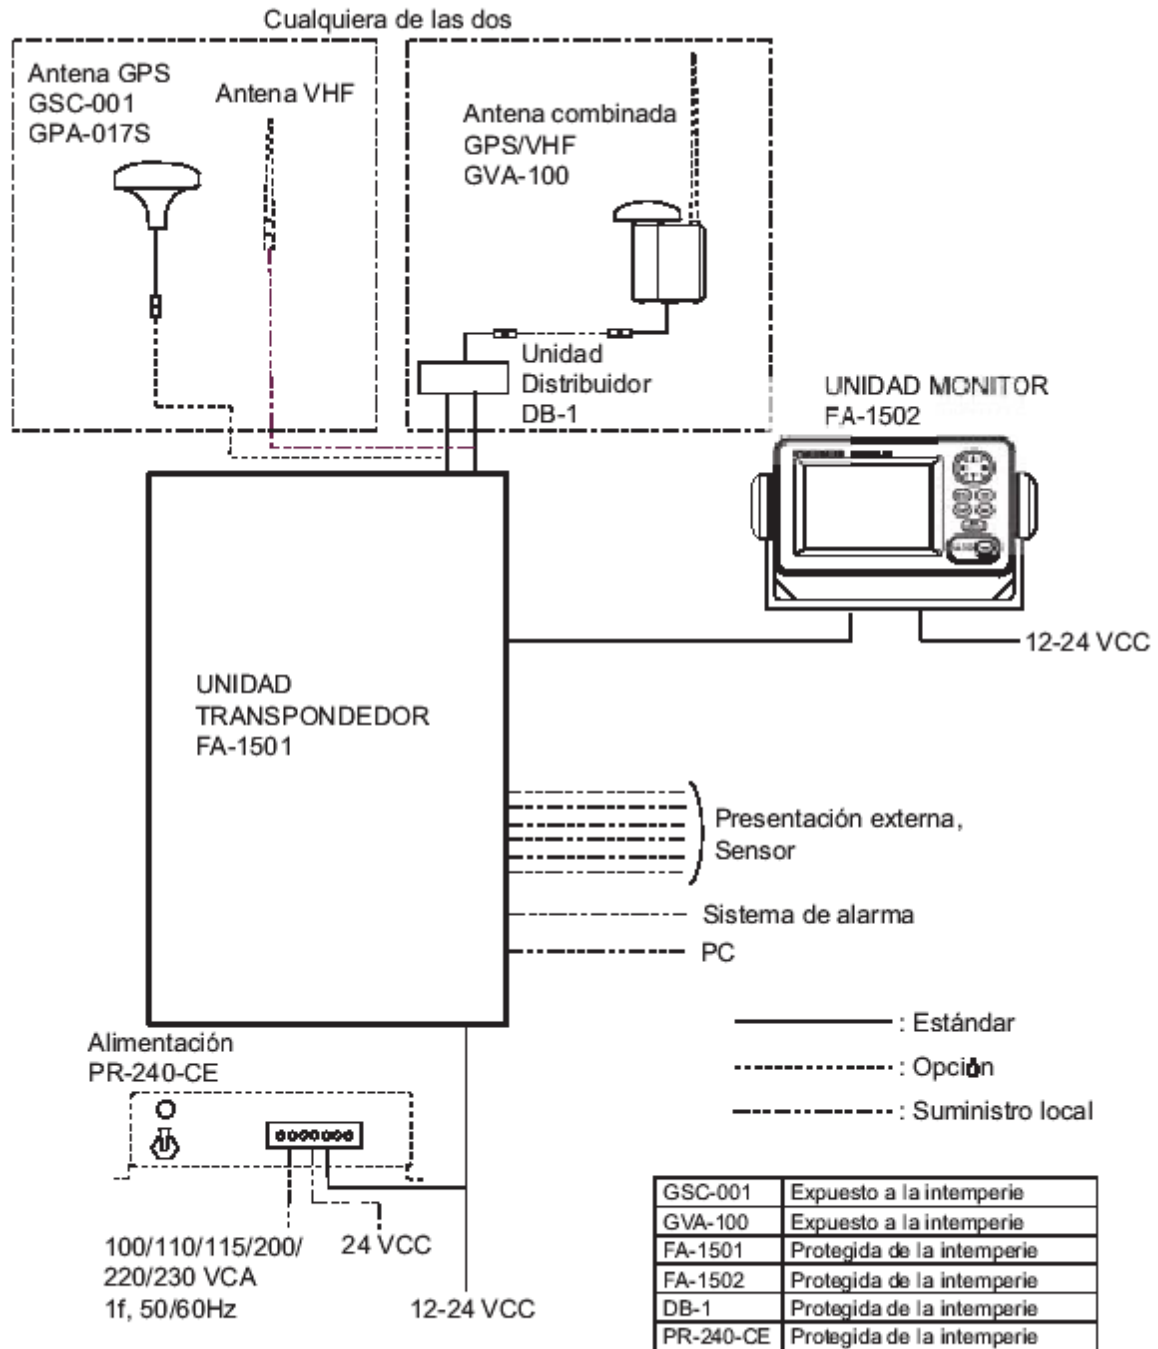 Cualquiera de las dos
Antena GPS
GSC-001
GPA-017S
Antena VHF
Antena combinada
GPS/VHF
GVA-100
Unidad
Distribuidor
DB-1
UNIDAD MONITOR
FA-1502
12-24 VCC
UNIDAD
TRANSPONDEDOR
FA-1501
Presentación externa,
Sensor
Sistema de alarma
PC
: Estándar
: Opción
: Suministro local
Alimentación
PR-240-CE
100/110/115/200/
220/230 VCA
1f, 50/60Hz
24 VCC
12-24 VCC
GSC-001 Expuesto a la intemperie
GVA-100 Expuesto a la intemperie
FA-1501 Protegida de la intemperie
FA-1502 Protegida de la intemperie
DB-1 Protegida de la intemperie
PR-240-CE Protegida de la intemperie